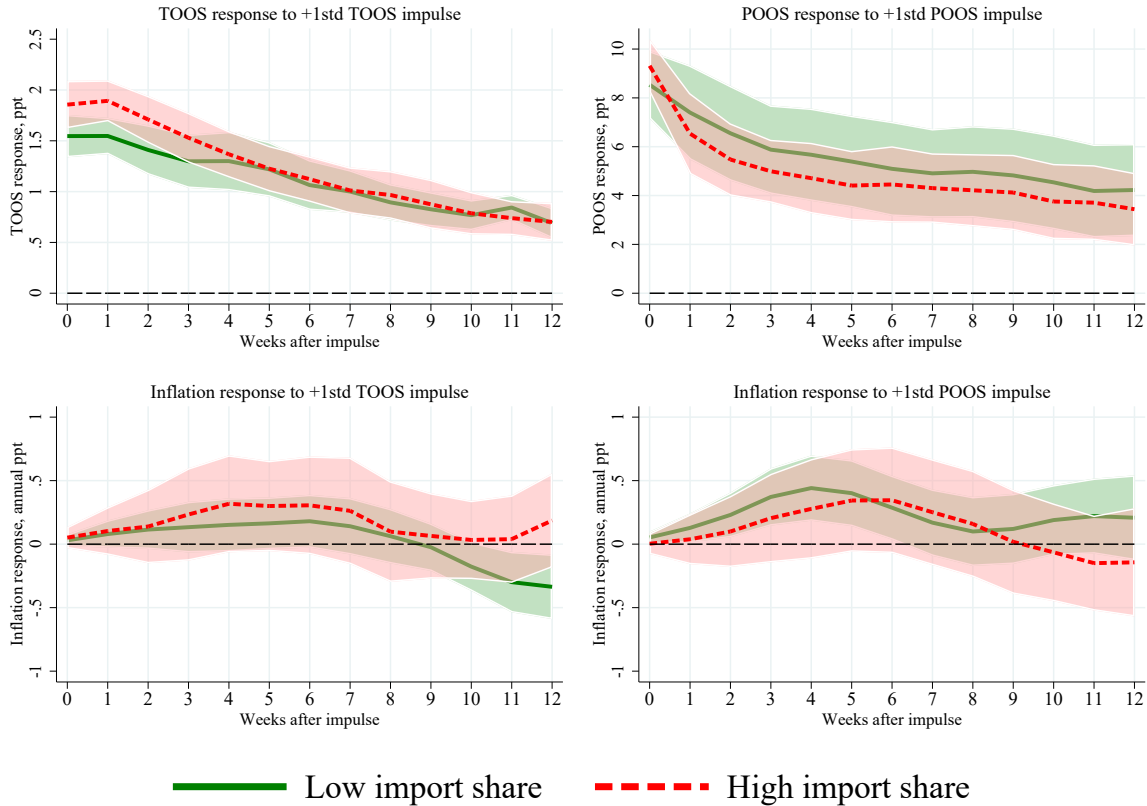 TOOS response to +1std TOOS impulse
TOOS response, ppt
2.5
2
1.5
1
.5
0
0 1 2 3 4 5 6 7 8 9 10 11 12
Weeks after impulse
POOS response to +1std POOS impulse
POOS response, ppt
10
8
6
4
2
0
0 1 2 3 4 5 6 7 8 9 10 11 12
Weeks after impulse
Inflation response to +1std TOOS impulse
Inflation response, annual ppt
1
.5
0
-.5
-1
0 1 2 3 4 5 6 7 8 9 10 11 12
Weeks after impulse
Inflation response to +1std POOS impulse
Inflation response, annual ppt
1
.5
0
-.5
-1
0 1 2 3 4 5 6 7 8 9 10 11 12
Weeks after impulse
Low import share
High import share